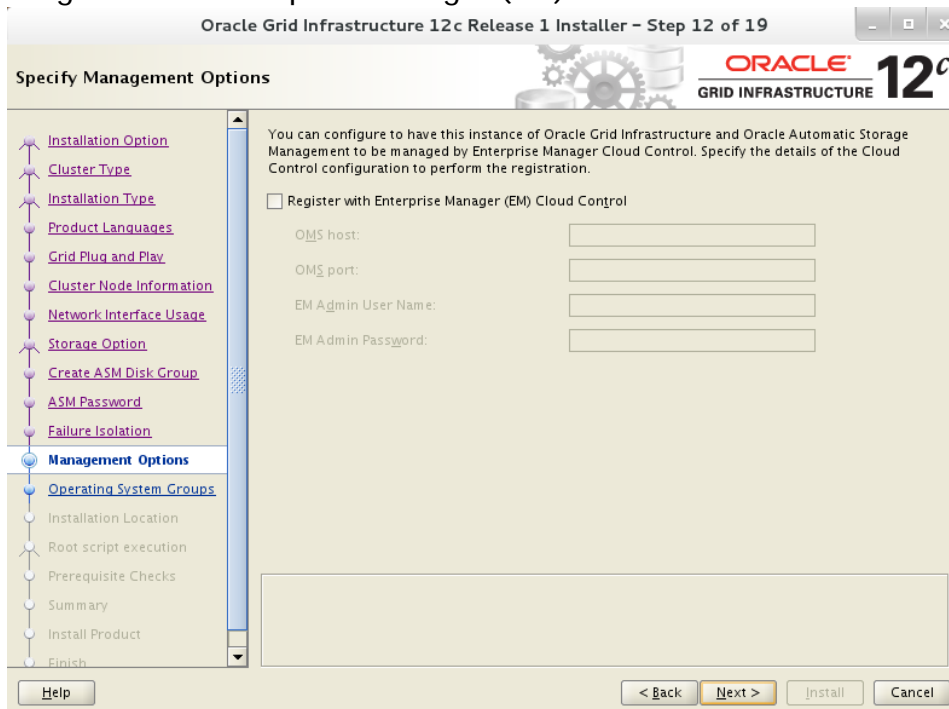 Oracle Grid Infrastructure 12c Release 1 Installer – Step 12 of 19
Specify Management Options
ORACLE
GRID INFRASTRUCTURE
12c
Installation Option
Cluster Type
Installation Type
Product Languages
Grid Plug and Play
Cluster Node Information
Network Interface Usage
Storage Option
Create ASM Disk Group
ASM Password
Failure Isolation
Management Options
Operating System Groups
Installation Location
Root script execution
Prerequisite Checks
Summary
Install Product
Finish
You can configure to have this instance of Oracle Grid Infrastructure and Oracle Automatic Storage
Management to be managed by Enterprise Manager Cloud Control. Specify the details of the Cloud
Control configuration to perform the registration.
Register with Enterprise Manager (EM) Cloud Control
OMS host:
OMS port:
EM Admin User Name:
EM Admin Password:
Help
< Back
Next >
Install
Cancel